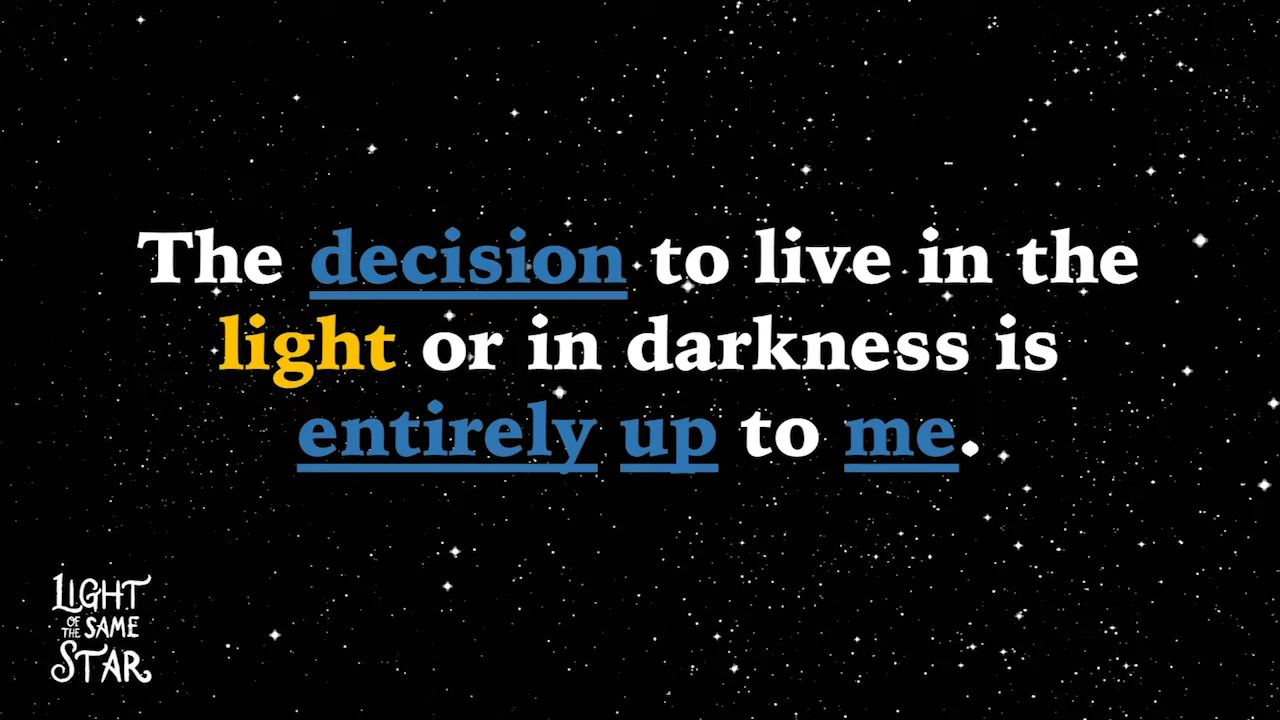 The decision to live in the
light or in darkness is
entirely up to me.
LIGHT
OF THE SAME
STAR